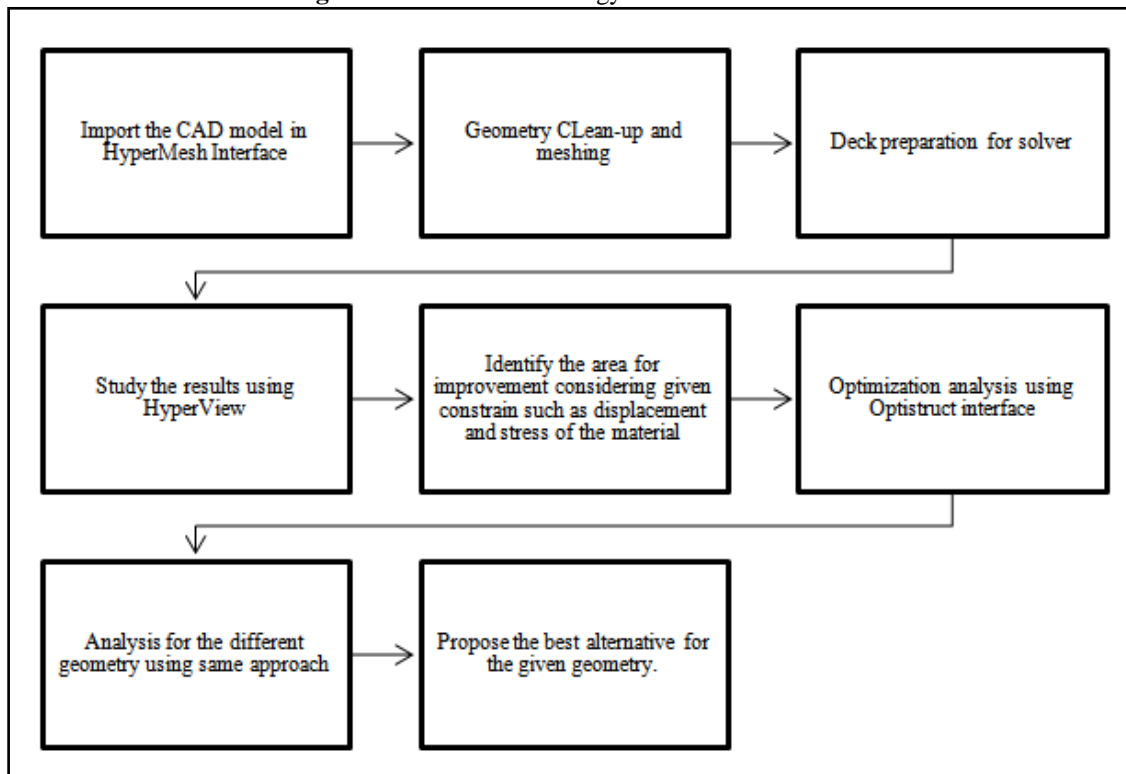 Import the CAD model in
HyperMesh Interface
Geometry CLean-up and
meshing
Deck preparation for solver
Study the results using
HyperView
Identify the area for
improvement considering given
constrain such as displacement
and stress of the material
Optimization analysis using
Optistruct interface
Analysis for the different
geometry using same approach
Propose the best alternative for
the given geometry.